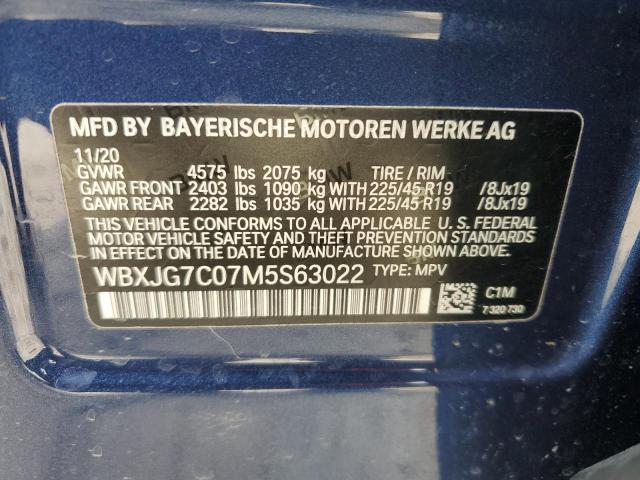 MFD BY BAYERISCHE MOTOREN WERKE AG
11/20
GVWR 4575 lbs 2075 kg TIRE / RIM
GAWR FRONT 2403 lbs 1090 kg WITH 225/45 R19 /8Jx19
GAWR REAR 2282 lbs 1035 kg WITH 225/45 R19 /8Jx19
THIS VEHICLE CONFORMS TO ALL APPLICABLE U. S. FEDERAL
SAFETY, BUMPER, AND THEFT PREVENTION STANDARDS
IN EFFECT ON THE DATE OF MANUFACTURE SHOWN ABOVE.
WBXJG7C07M5S63022 TYPE: MPV
C1M
7 320 730